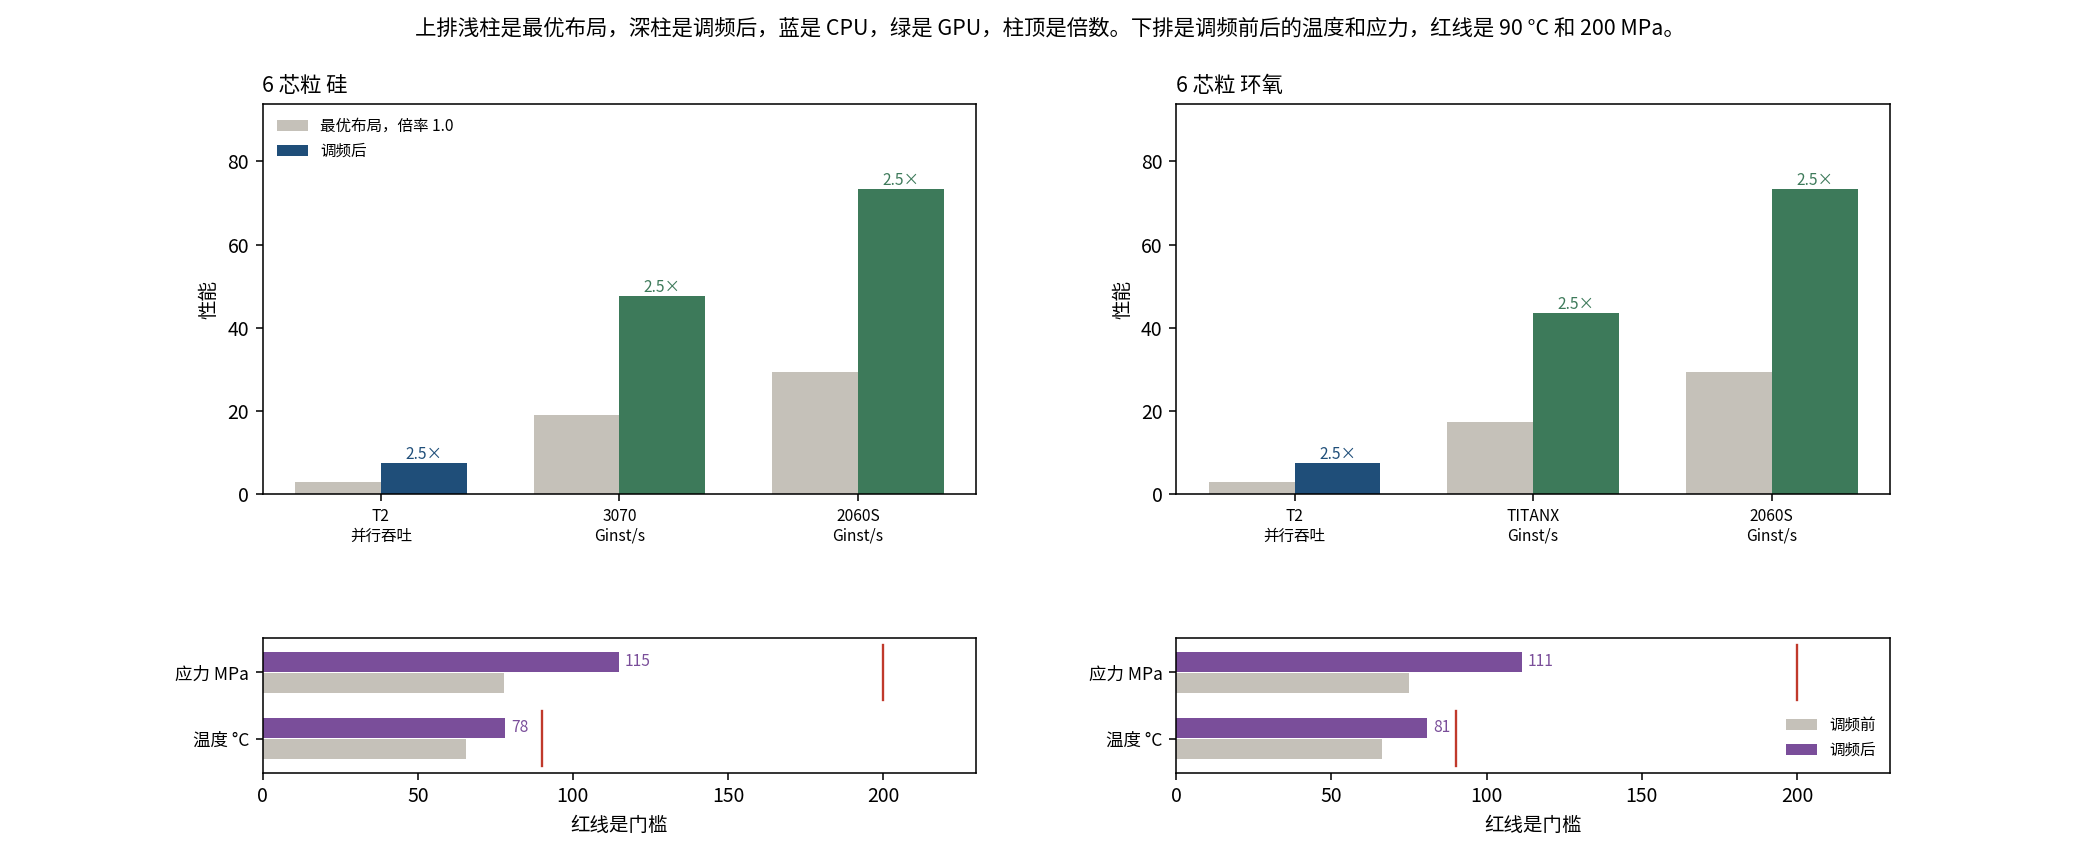 上排浅柱是最优布局，深柱是调频后，蓝是 CPU，绿是 GPU，柱顶是倍数。下排是调频前后的温度和应力，红线是 90 °C 和 200 MPa。
6 芯粒 硅
最优布局，倍率 1.0
调频后
性能
80
60
40
20
0
2.5×
2.5×
2.5×
T2
并行吞吐
3070
Ginst/s
2060S
Ginst/s
6 芯粒 环氧
性能
80
60
40
20
0
2.5×
2.5×
2.5×
T2
并行吞吐
TITANX
Ginst/s
2060S
Ginst/s
应力 MPa
115
温度 °C
78
0
50
100
150
200
红线是门槛
应力 MPa
111
温度 °C
81
调频前
调频后
0
50
100
150
200
红线是门槛